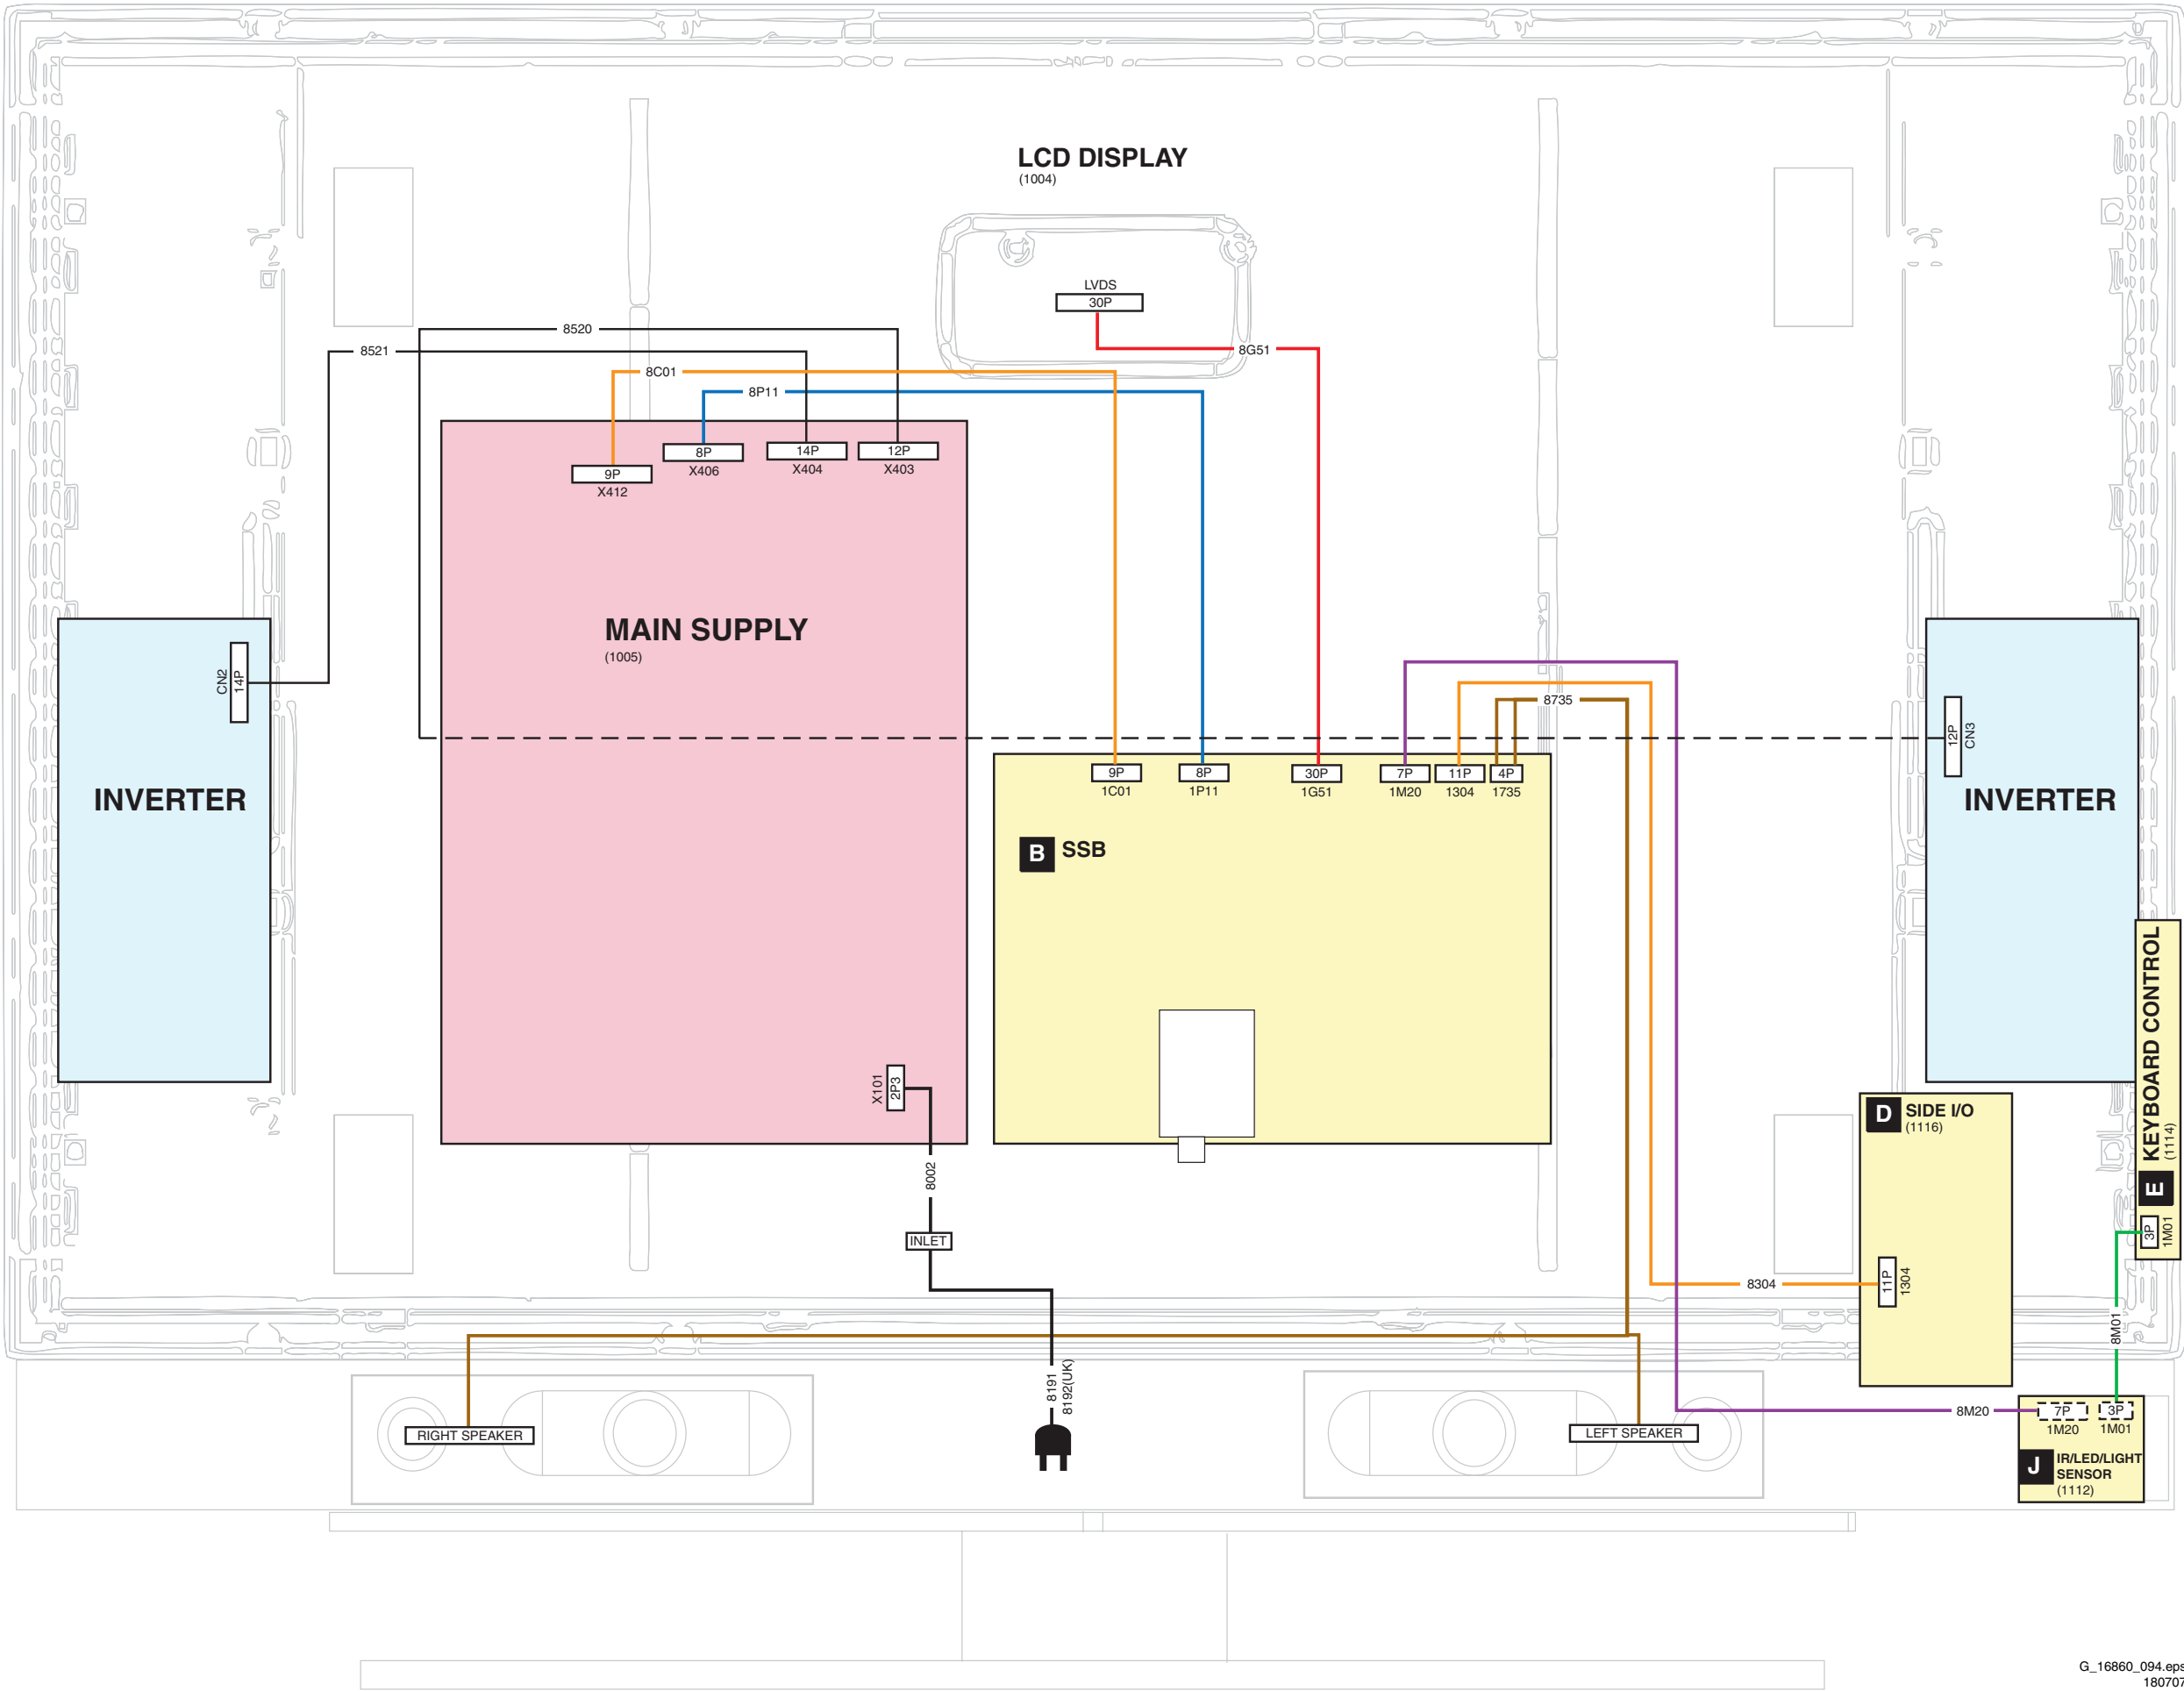 LCD DISPLAY
(1004)
LVDS
30P
8520
8521
8G51
8C01
8P11
9P
X412
8P
X406
14P
X404
12P
X403
MAIN SUPPLY
(1005)
CN2
14P
INVERTER
8735
12P
CN3
INVERTER
9P
1C01
8P
1P11
30P
1G51
7P
1M20
11P
1304
4P
1735
B SSB
X101
2P3
8002
INLET
8191
8192(UK)
D SIDE I/O
(1116)
11P
1304
8304
E KEYBOARD CONTROL
(1114)
3P
1M01
8M01
RIGHT SPEAKER
LEFT SPEAKER
8M20
7P
1M20
3P
1M01
J IR/LED/LIGHT
SENSOR
(1112)
G_16860_094.eps
180707